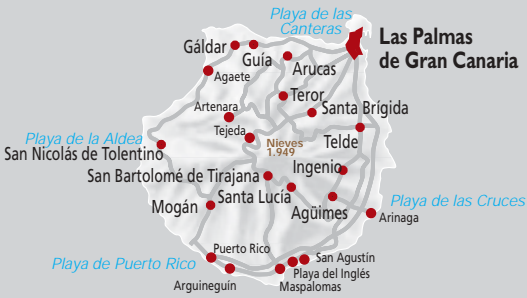 Playa de las
Canteras
Las Palmas
de Gran Canaria
Gáldar
Guía
Arucas
Agaete
Teror
Artenara
Santa Brígida
Tejeda
Telde
Playa de la Aldea
San Nicolás de Tolentino
Nieves
1.949
Ingenio
San Bartolomé de Tirajana
Santa Lucía
Playa de las Cruces
Mogán
Agüimes
Arinaga
Puerto Rico
San Agustín
Playa de Puerto Rico
Playa del Inglés
Arguineguín
Maspalomas